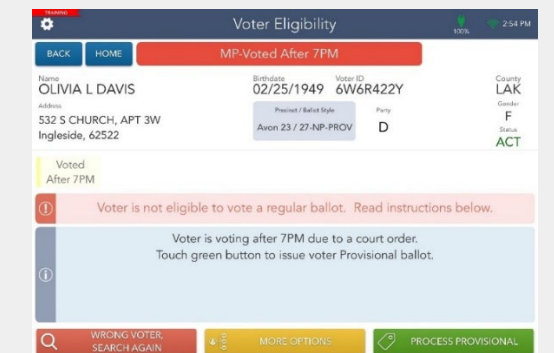 TRAINING
Voter Eligibility
100%
2:54 PM
BACK
HOME
MP-Voted After 7PM
Name
OLIVIA L DAVIS
Birthdate
02/25/1949
Voter ID
6W6R422Y
County
LAK
Address
532 S CHURCH, APT 3W
Ingleside, 62522
Precinct / Ballot Style
Avon 23 / 27-NP-PROV
Party
D
Gender
F
Status
ACT
Voted
After 7PM
Voter is not eligible to vote a regular ballot. Read instructions below.
Voter is voting after 7PM due to a court order.
Touch green button to issue voter Provisional ballot.
WRONG VOTER,
SEARCH AGAIN
MORE OPTIONS
PROCESS PROVISIONAL